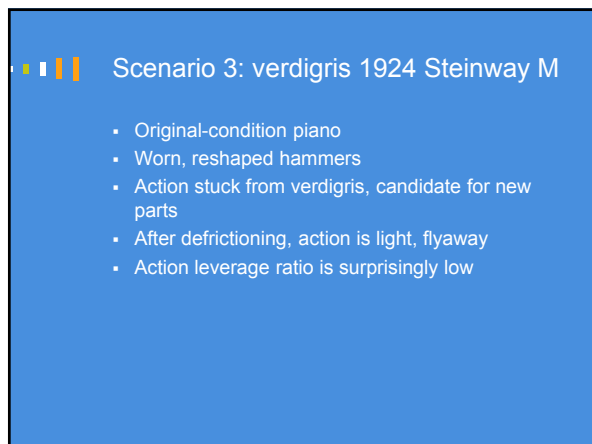 Scenario 3: verdigris 1924 Steinway M
▪ Original-condition piano
▪ Worn, reshaped hammers
▪ Action stuck from verdigris, candidate for new
parts
▪ After defrictioning, action is light, flyaway
▪ Action leverage ratio is surprisingly low